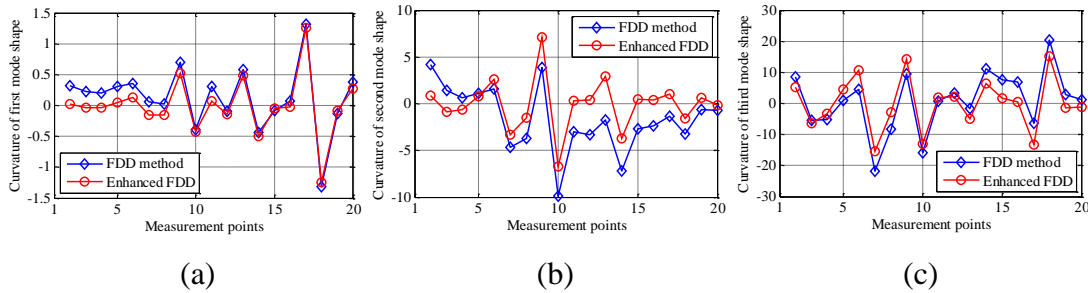 Curvature of first mode shape
1.5
1
0.5
0
-0.5
-1
-1.5
FDD method
Enhanced FDD
1 5 10 15 20
Measurement points
(a)
Curvature of second mode shape
10
5
0
-5
-10
FDD method
Enhanced FDD
1 5 10 15 20
Measurement points
(b)
Curvature of third mode shape
30
20
10
0
-10
-20
-30
FDD method
Enhanced FDD
1 5 10 15 20
Measurement points
(c)